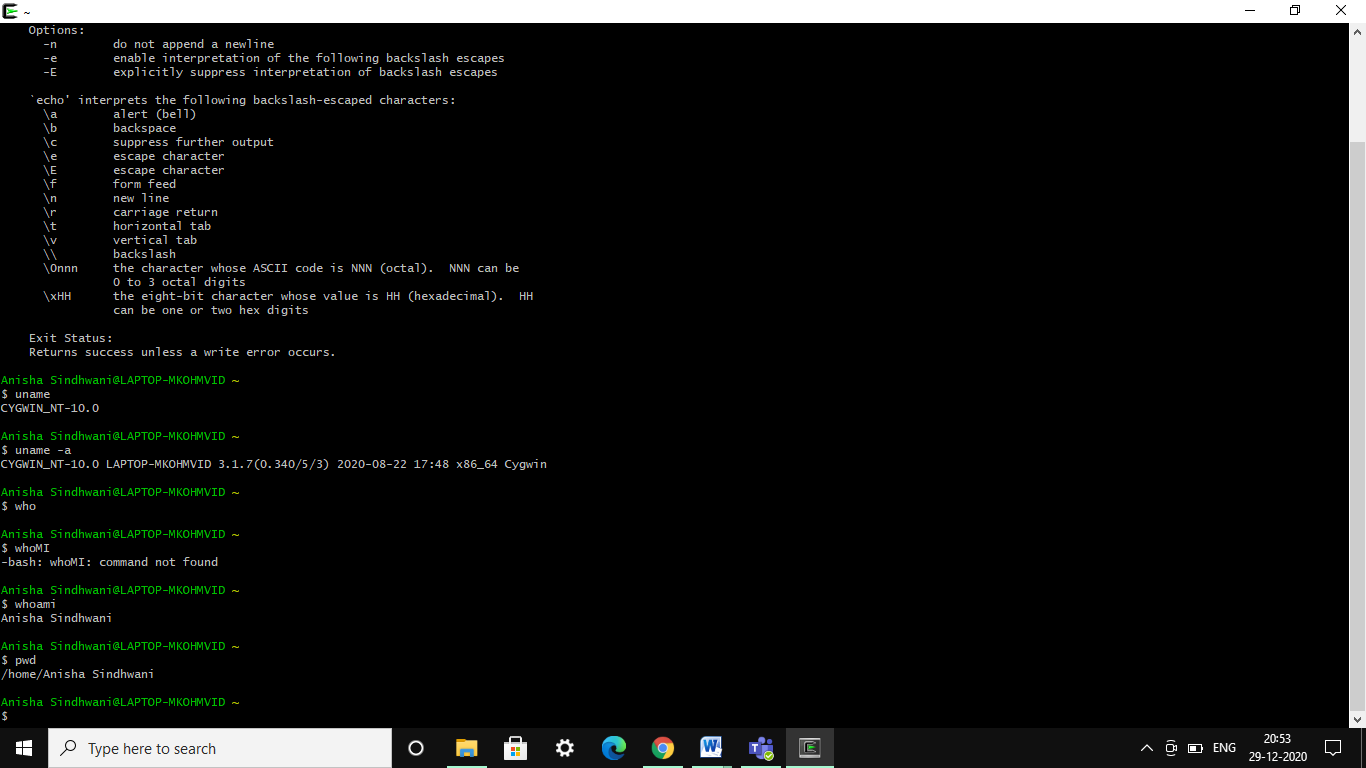 ~
Options:
-n do not append a newline
-e enable interpretation of the following backslash escapes
-E explicitly suppress interpretation of backslash escapes
`echo' interprets the following backslash-escaped characters:
\a alert (bell)
\b backspace
\c suppress further output
\e escape character
\E escape character
\f form feed
\n new line
\r carriage return
\t horizontal tab
\v vertical tab
\\ backslash
\0nnn the character whose ASCII code is NNN (octal).  NNN can be
0 to 3 octal digits
\xHH the eight-bit character whose value is HH (hexadecimal).  HH
can be one or two hex digits
Exit Status:
Returns success unless a write error occurs.
Anisha Sindhwani@LAPTOP-MKOHMVID ~
$ uname
CYGWIN_NT-10.0
Anisha Sindhwani@LAPTOP-MKOHMVID ~
$ uname -a
CYGWIN_NT-10.0 LAPTOP-MKOHMVID 3.1.7(0.340/5/3) 2020-08-22 17:48 x86_64 Cygwin
Anisha Sindhwani@LAPTOP-MKOHMVID ~
$ who
Anisha Sindhwani@LAPTOP-MKOHMVID ~
$ whoMI
-bash: whoMI: command not found
Anisha Sindhwani@LAPTOP-MKOHMVID ~
$ whoami
Anisha Sindhwani
Anisha Sindhwani@LAPTOP-MKOHMVID ~
$ pwd
/home/Anisha Sindhwani
Anisha Sindhwani@LAPTOP-MKOHMVID ~
$
Type here to search
ENG
20:53
29-12-2020